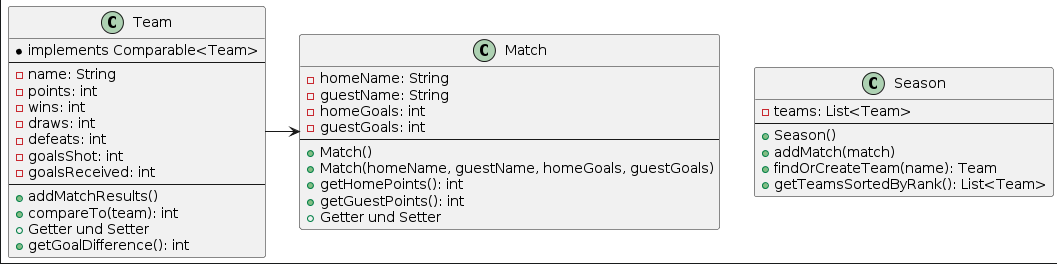 C Team
implements Comparable<Team>
name: String
points: int
wins: int
draws: int
defeats: int
goalsShot: int
goalsReceived: int
addMatchResults()
compareTo(team): int
Getter und Setter
getGoalDifference(): int
C Match
homeName: String
guestName: String
homeGoals: int
guestGoals: int
Match()
Match(homeName, guestName, homeGoals, guestGoals)
getHomePoints(): int
getGuestPoints(): int
Getter und Setter
C Season
teams: List<Team>
Season()
addMatch(match)
findOrCreateTeam(name): Team
getTeamsSortedByRank(): List<Team>